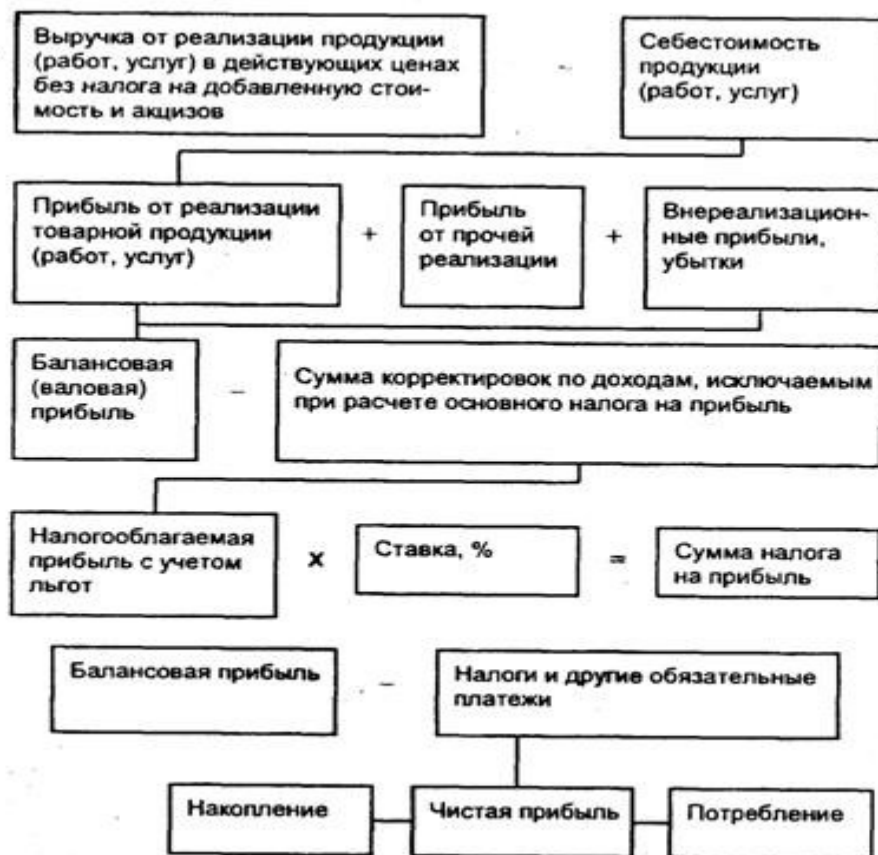 Выручка от реализации продукции
(работ, услуг) в действующих ценах
без налога на добавленную стои-
мость и акцизов
-
Себестоимость
продукции
(работ, услуг)
Прибыль от реализации
товарной продукции
(работ, услуг)
+
Прибыль
от прочей
реализации
+
Внереализацион-
ные прибыли,
убытки
Балансовая
(валовая)
прибыль
-
Сумма корректировок по доходам, исключаемым
при расчете основного налога на прибыль
Налогооблагаемая
прибыль с учетом
льгот
x
Ставка, %
=
Сумма налога
на прибыль
Балансовая прибыль
-
Налоги и другие обязательные
платежи
Накопление
Чистая прибыль
Потребление